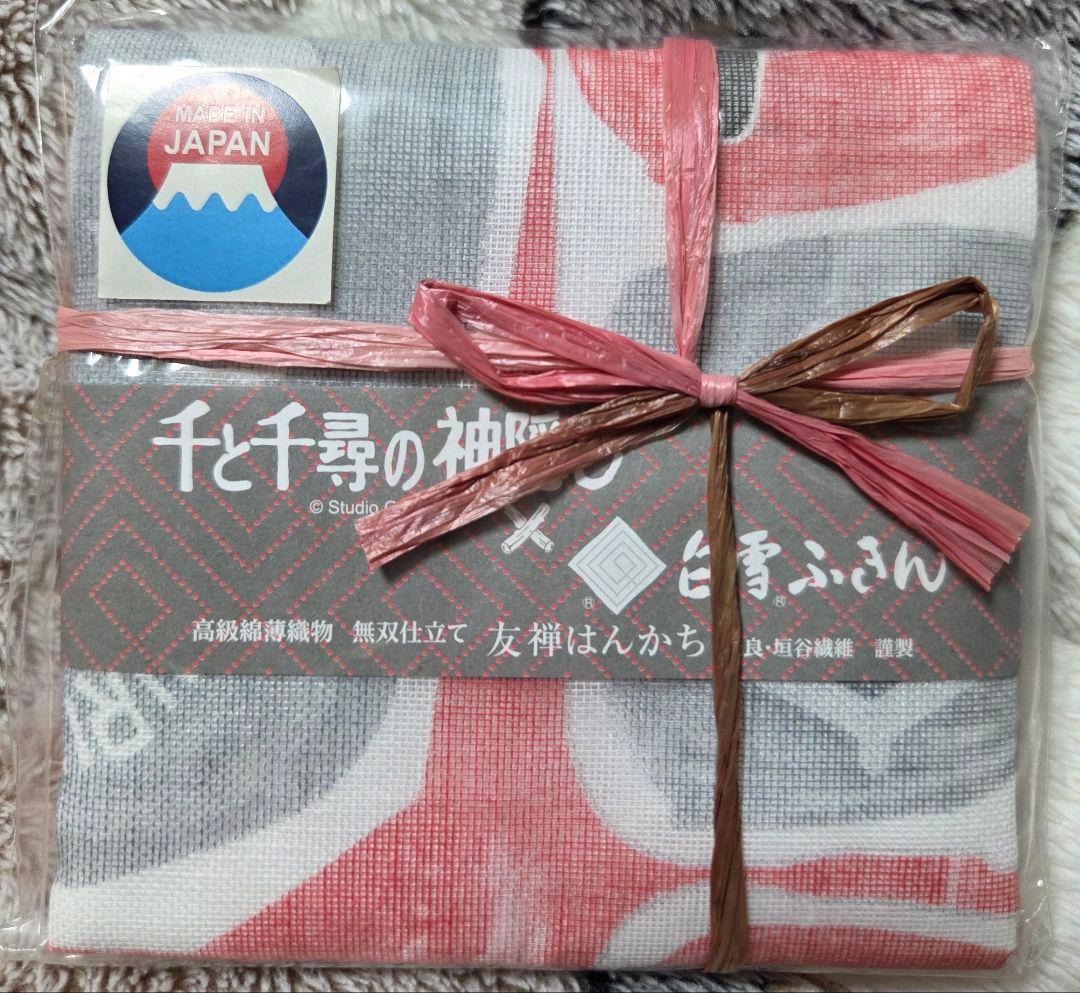 MADE IN
JAPAN
千と千尋の神隠し
© Studio
×
白雪ふきん
® ®
高級綿薄織物 無双仕立て 友禅はんかち 良・垣谷繊維 謹製